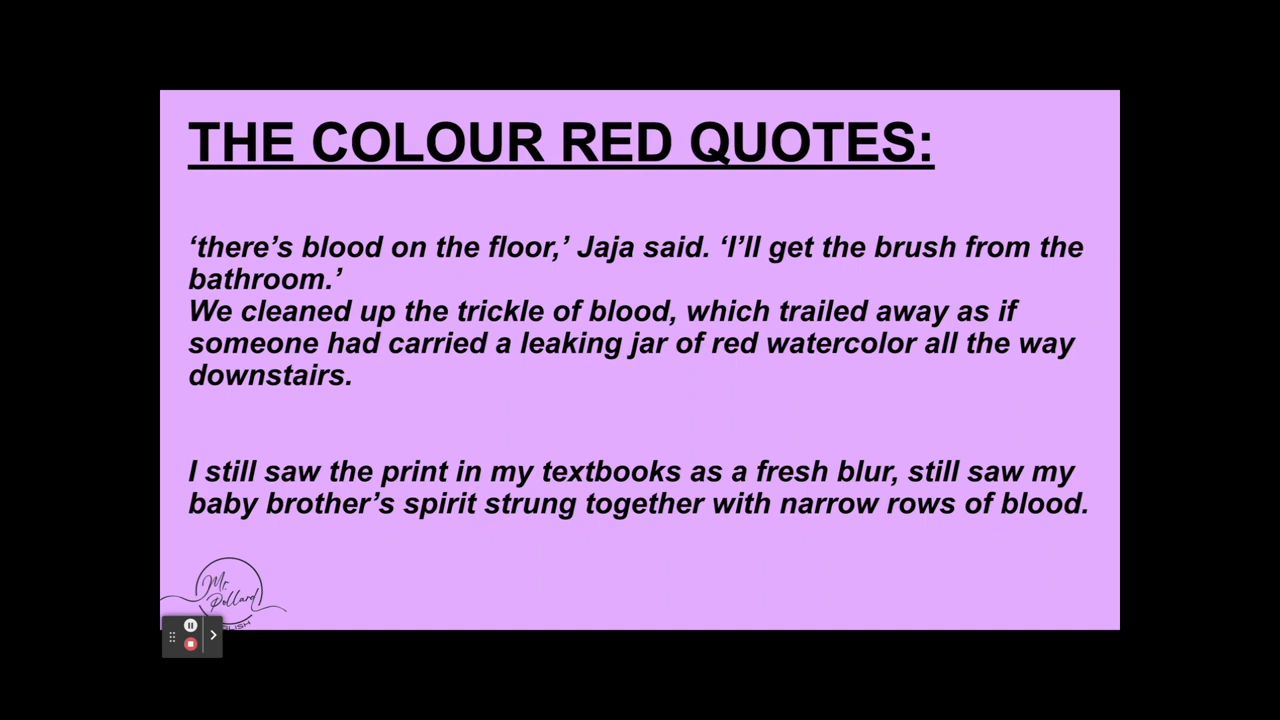 THE COLOUR RED QUOTES:
‘there’s blood on the floor,’ Jaja said. ‘I’ll get the brush from the
bathroom.’
We cleaned up the trickle of blood, which trailed away as if
someone had carried a leaking jar of red watercolor all the way
downstairs.
I still saw the print in my textbooks as a fresh blur, still saw my
baby brother’s spirit strung together with narrow rows of blood.
Mr.
Pollard